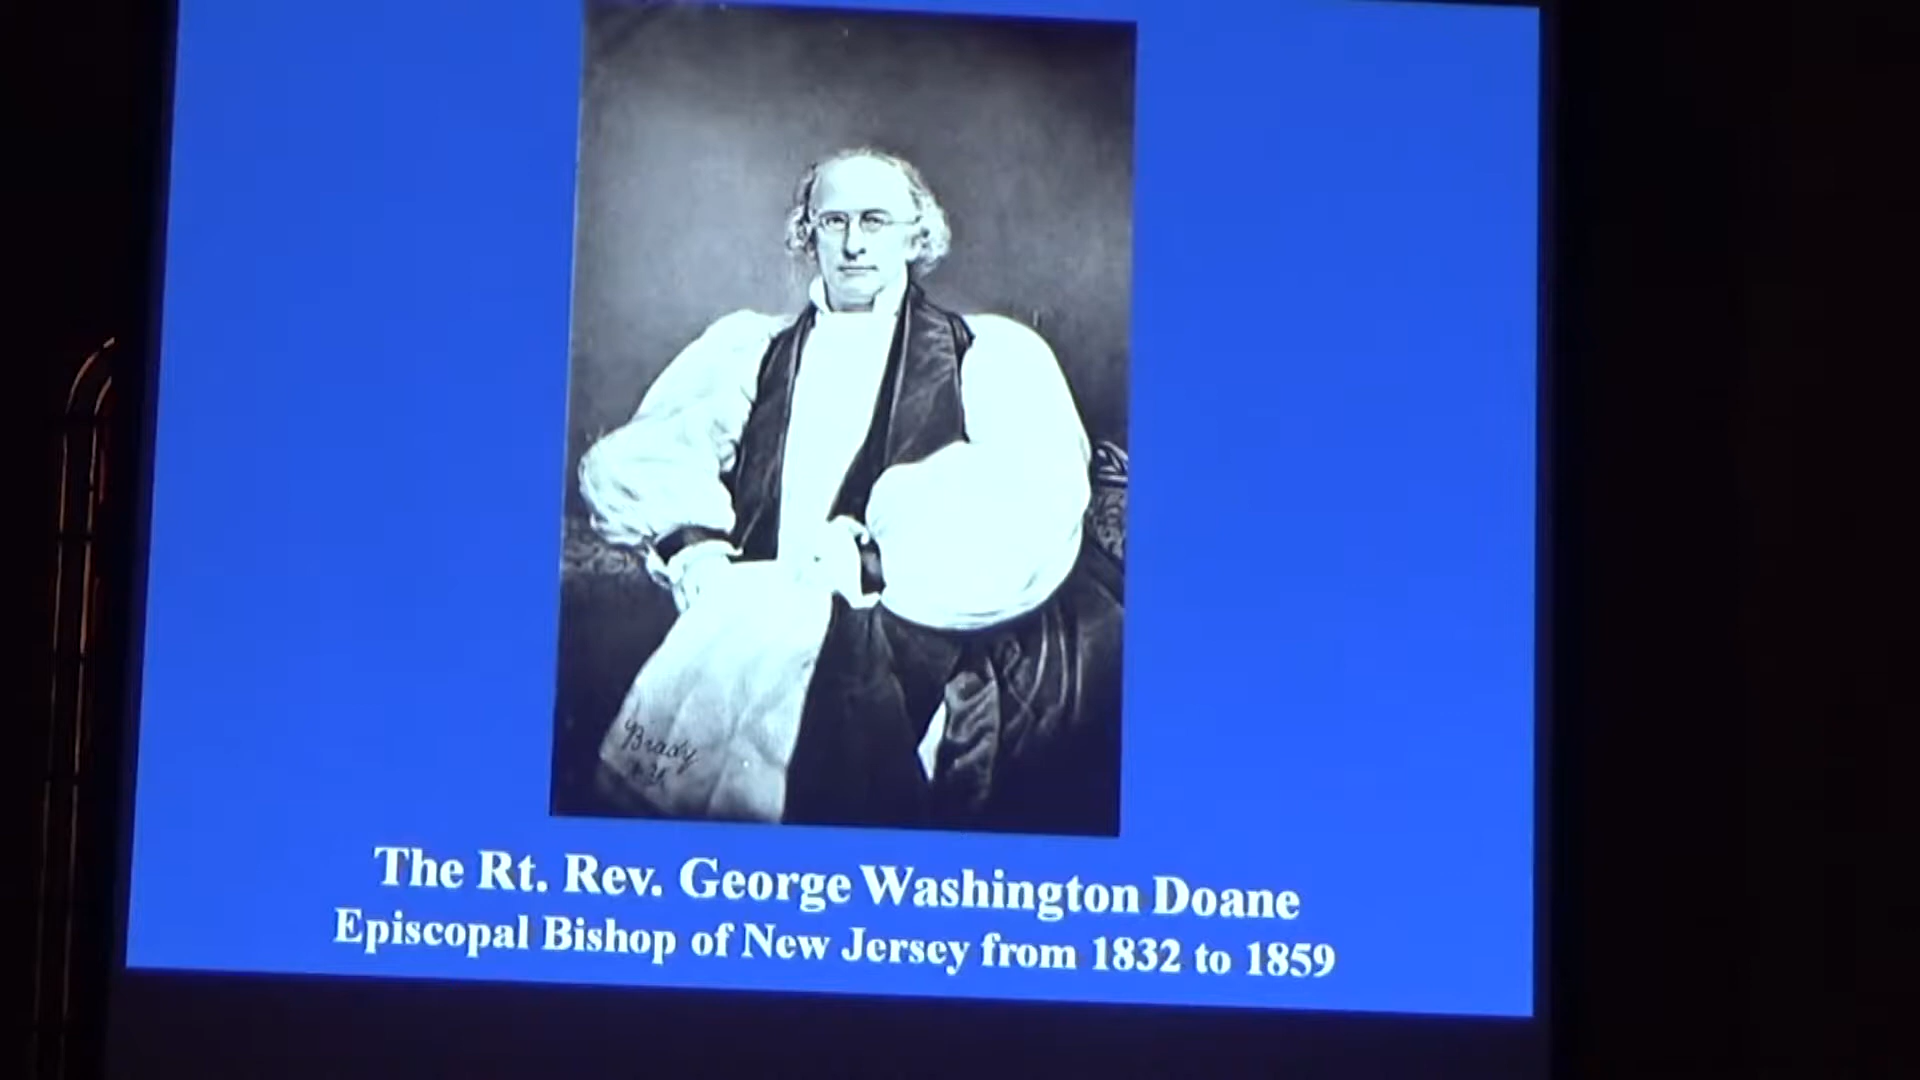 Brady
The Rt. Rev. George Washington Doane
Episcopal Bishop of New Jersey from 1832 to 1859